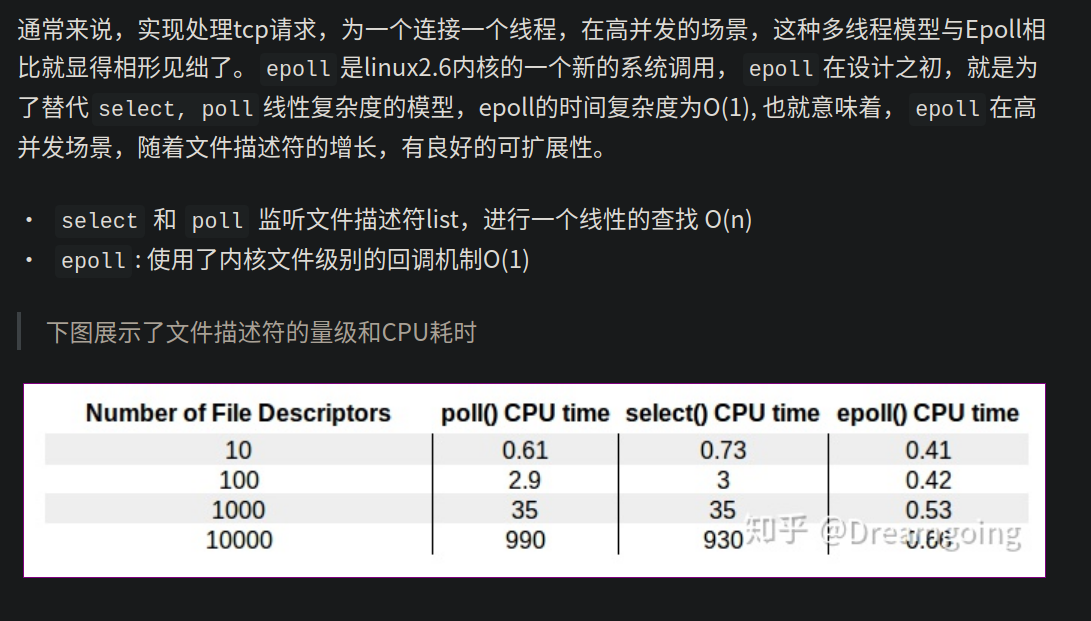 通常来说，实现处理tcp请求，为一个连接一个线程，在高并发的场景，这种多线程模型与Epoll相
比就显得相形见绌了。 epoll 是linux2.6内核的一个新的系统调用， epoll 在设计之初，就是为
了替代 select, poll 线性复杂度的模型，epoll的时间复杂度为O(1), 也就意味着， epoll 在高
并发场景，随着文件描述符的增长，有良好的可扩展性。
• select 和 poll 监听文件描述符list，进行一个线性的查找 O(n)
• epoll : 使用了内核文件级别的回调机制O(1)
下图展示了文件描述符的量级和CPU耗时
Number of File Descriptors poll() CPU time select() CPU time epoll() CPU time
10 0.61 0.73 0.41
100 2.9 3 0.42
1000 35 35 0.53
10000 990 930 0.66
知乎 @Dreamgoing